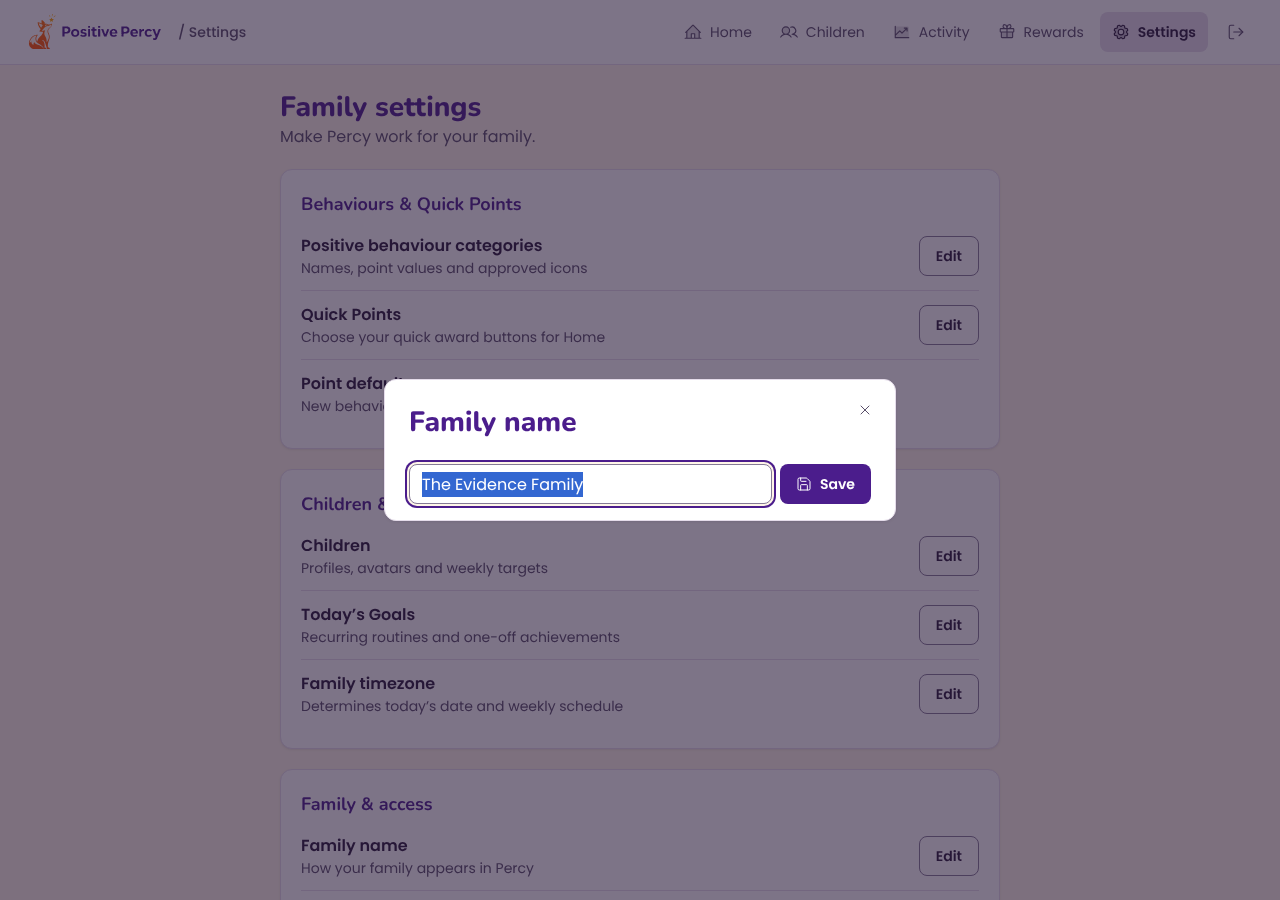 Positive Percy / Settings
Home
Children
Activity
Rewards
Settings
Family settings
Make Percy work for your family.
Behaviours & Quick Points
Positive behaviour categories
Names, point values and approved icons
Edit
Quick Points
Choose your quick award buttons for Home
Edit
Point
New
Family name
The Evidence Family
Save
Children &
Children
Profiles, avatars and weekly targets
Edit
Today’s Goals
Recurring routines and one-off achievements
Edit
Family timezone
Determines today’s date and weekly schedule
Edit
Family & access
Family name
How your family appears in Percy
Edit